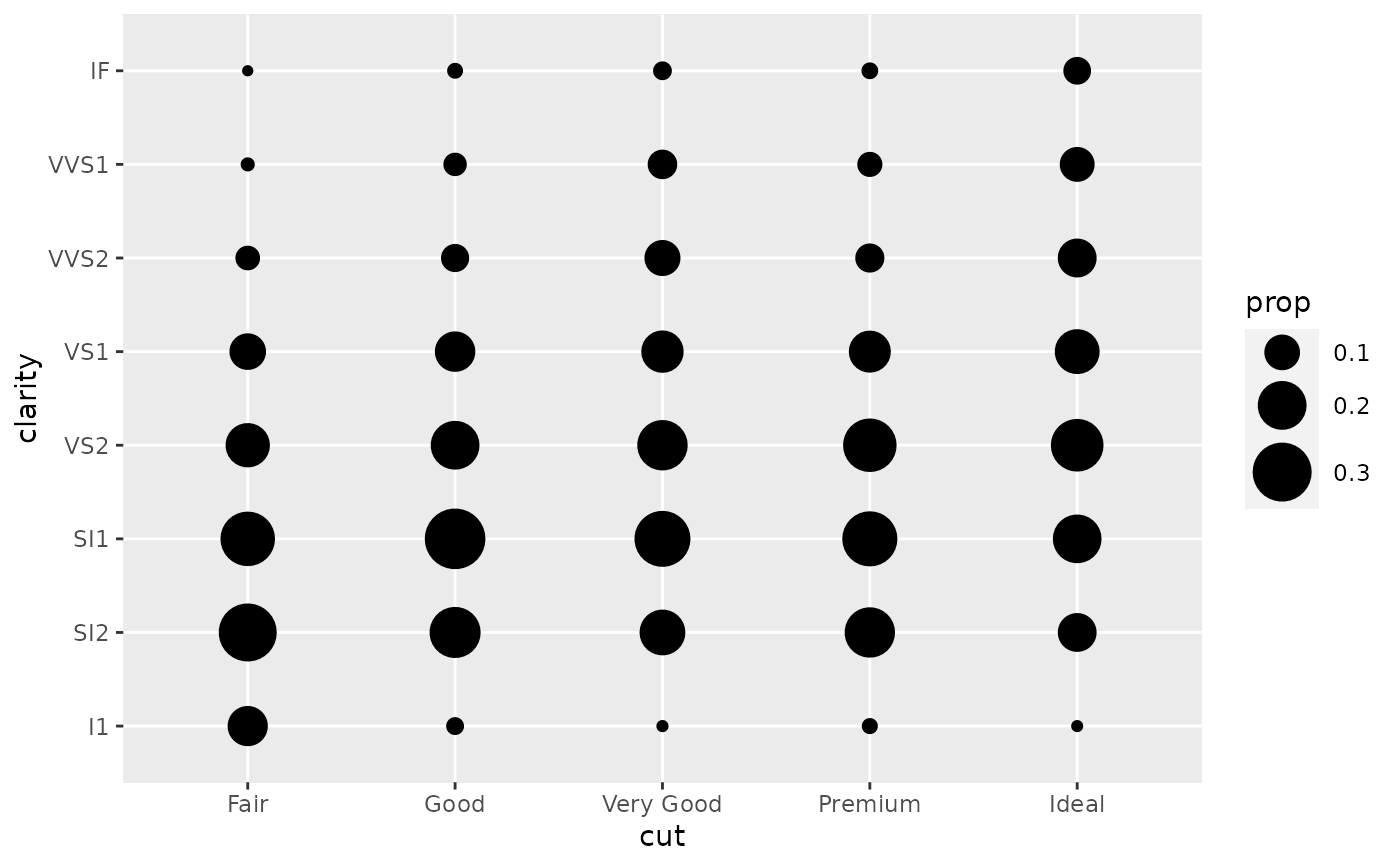 IF
VVS1
VVS2
VS1
VS2
SI1
SI2
I1
clarity
Fair Good Very Good Premium Ideal
cut
prop
0.1
0.2
0.3